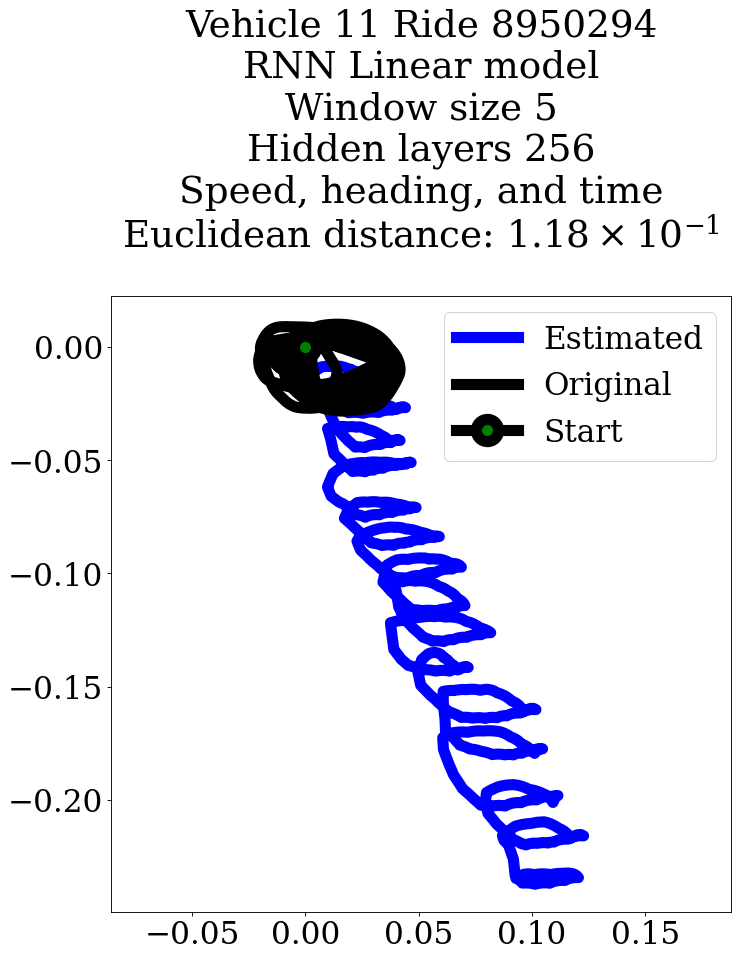 Vehicle 11 Ride 8950294
RNN Linear model
Window size 5
Hidden layers 256
Speed, heading, and time
Euclidean distance: 1.18 × 10⁻¹
Estimated
Original
Start
0.00
−0.05
−0.10
−0.15
−0.20
−0.05 0.00 0.05 0.10 0.15